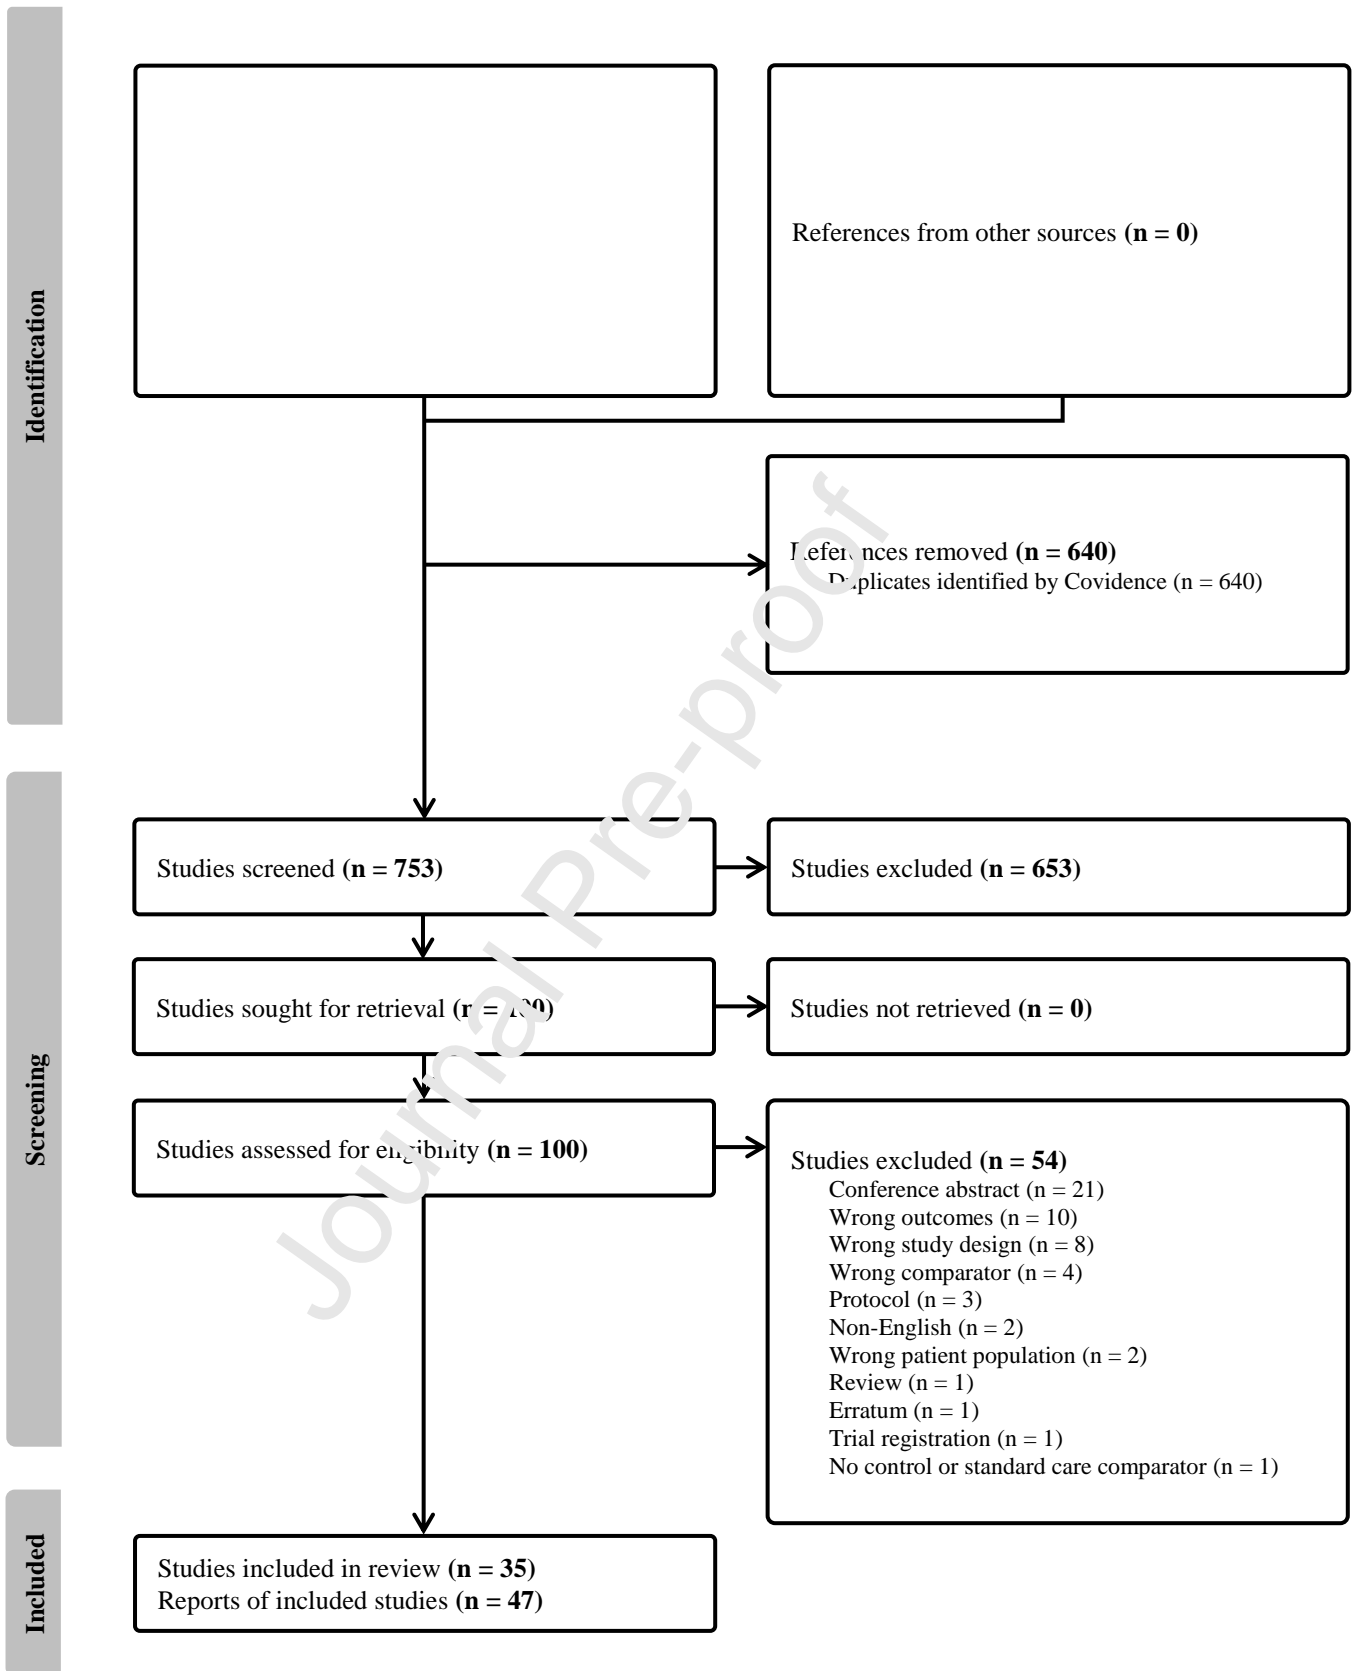 Identification
References from other sources (n = 0)
References removed (n = 640)
Duplicates identified by Covidence (n = 640)
Screening
Studies screened (n = 753)
Studies excluded (n = 653)
Studies sought for retrieval (n = 100)
Studies not retrieved (n = 0)
Studies assessed for eligibility (n = 100)
Studies excluded (n = 54)
Conference abstract (n = 21)
Wrong outcomes (n = 10)
Wrong study design (n = 8)
Wrong comparator (n = 4)
Protocol (n = 3)
Non-English (n = 2)
Wrong patient population (n = 2)
Review (n = 1)
Erratum (n = 1)
Trial registration (n = 1)
No control or standard care comparator (n = 1)
Included
Studies included in review (n = 35)
Reports of included studies (n = 47)
Journal Pre-proof